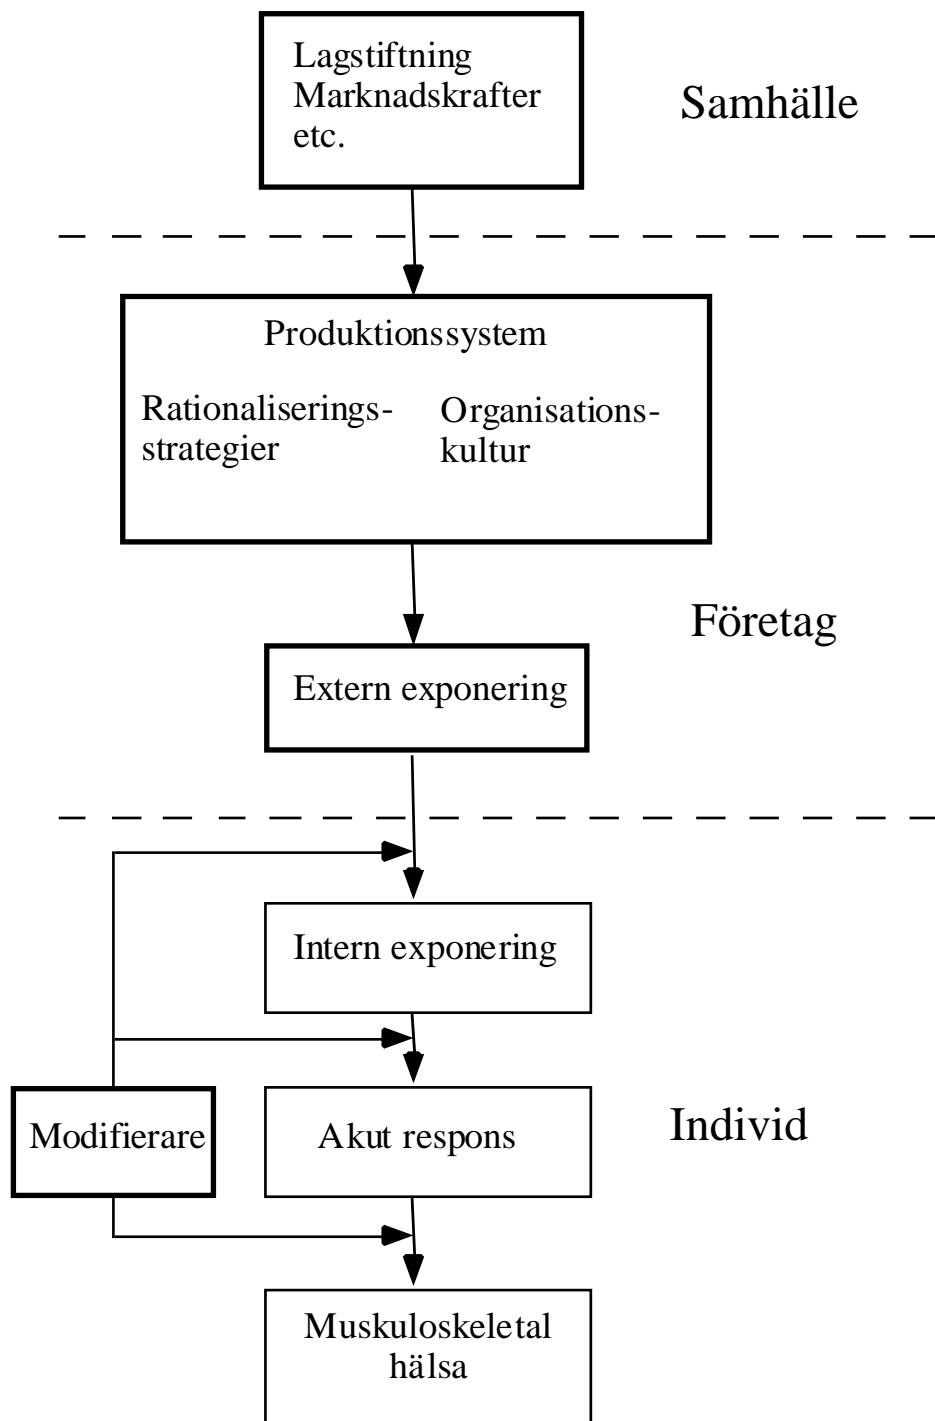 Lagstiftning
Marknadskrafter
etc.
Samhälle
Produktionssystem
Rationaliserings-
strategier
Organisations-
kultur
Företag
Extern exponering
Intern exponering
Modifierare
Akut respons
Individ
Muskuloskeletal
hälsa